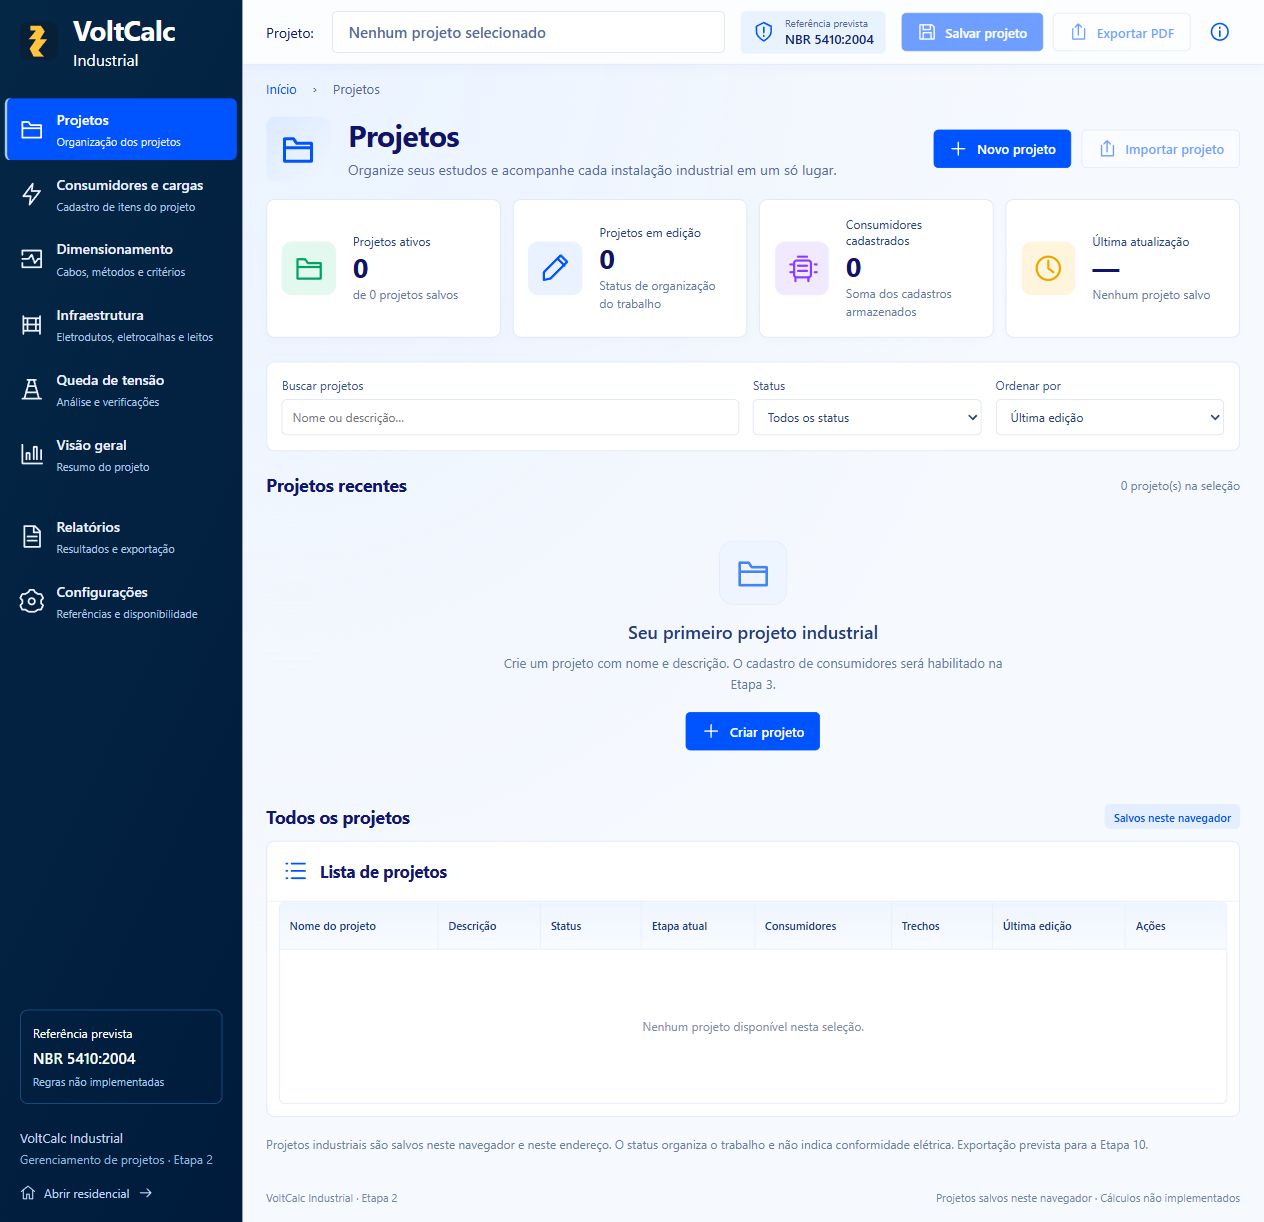 VoltCalc
Industrial
Projetos
Organização dos projetos
Consumidores e cargas
Cadastro de itens do projeto
Dimensionamento
Cabos, métodos e critérios
Infraestrutura
Eletrodutos, eletrocalhas e leitos
Queda de tensão
Análise e verificações
Visão geral
Resumo do projeto
Relatórios
Resultados e exportação
Configurações
Referências e disponibilidade
Referência prevista
NBR 5410:2004
Regras não implementadas
VoltCalc Industrial
Gerenciamento de projetos · Etapa 2
Abrir residencial
Projeto:
Nenhum projeto selecionado
Referência prevista
NBR 5410:2004
Salvar projeto
Exportar PDF
Início › Projetos
Projetos
Organize seus estudos e acompanhe cada instalação industrial em um só lugar.
Novo projeto
Importar projeto
Projetos ativos
0
de 0 projetos salvos
Projetos em edição
0
Status de organização
do trabalho
Consumidores
cadastrados
0
Soma dos cadastros
armazenados
Última atualização
—
Nenhum projeto salvo
Buscar projetos
Nome ou descrição...
Status
Todos os status
Ordenar por
Última edição
Projetos recentes
0 projeto(s) na seleção
Seu primeiro projeto industrial
Crie um projeto com nome e descrição. O cadastro de consumidores será habilitado na
Etapa 3.
Criar projeto
Todos os projetos
Salvos neste navegador
Lista de projetos
Nome do projeto Descrição Status Etapa atual Consumidores Trechos Última edição Ações
Nenhum projeto disponível nesta seleção.
Projetos industriais são salvos neste navegador e neste endereço. O status organiza o trabalho e não indica conformidade elétrica. Exportação prevista para a Etapa 10.
VoltCalc Industrial · Etapa 2
Projetos salvos neste navegador · Cálculos não implementados